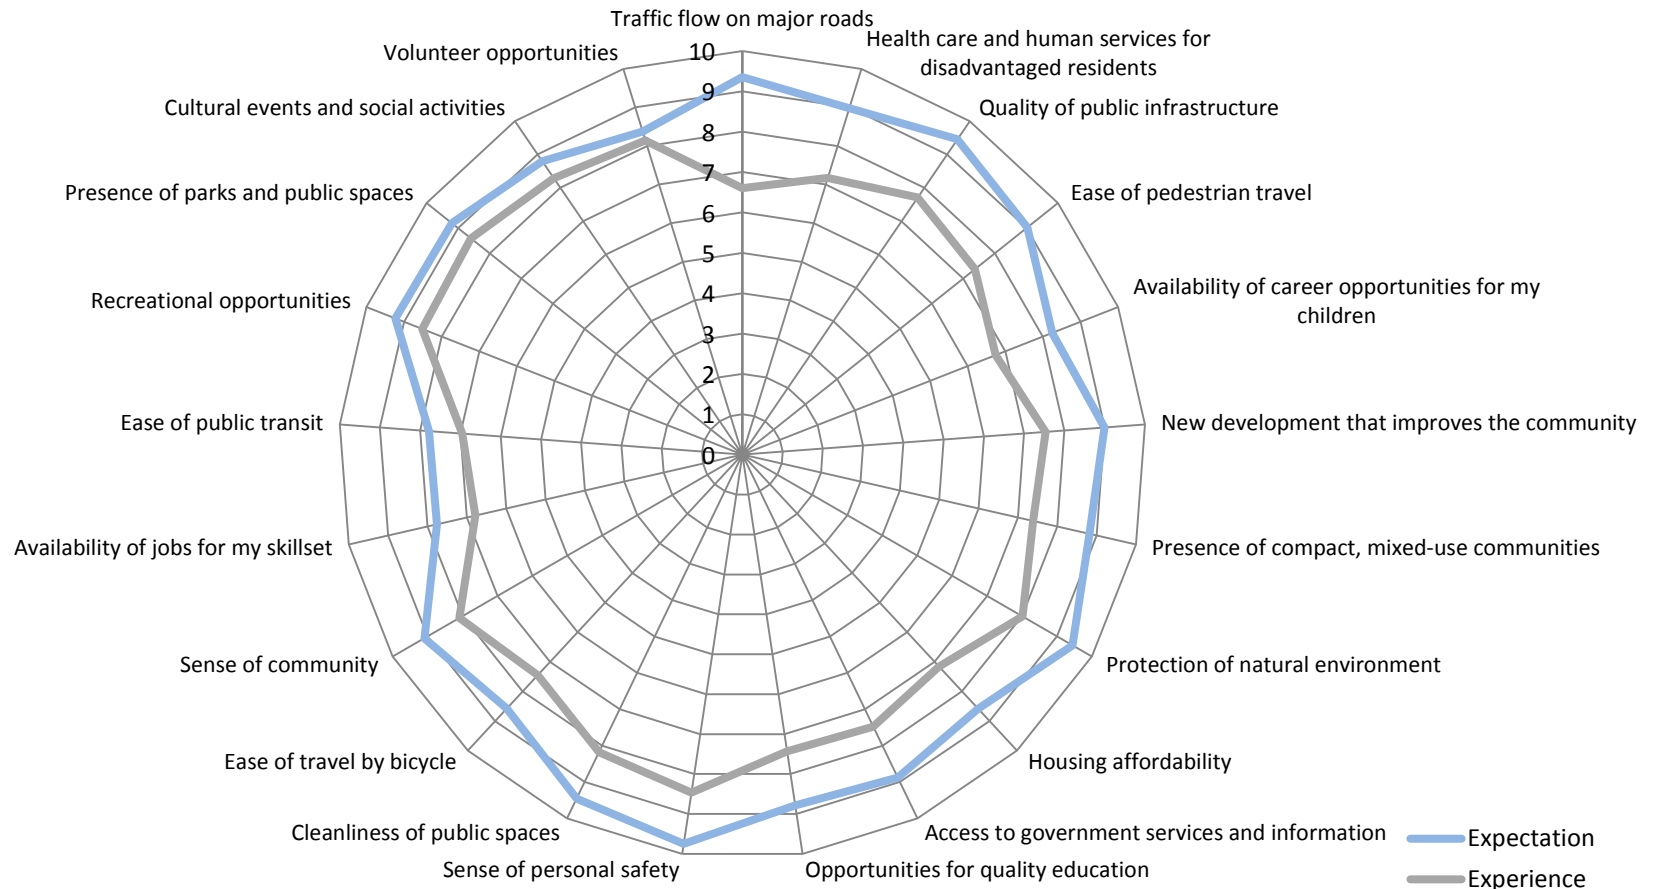 Traffic flow on major roads
Health care and human services for
disadvantaged residents
Quality of public infrastructure
Ease of pedestrian travel
Availability of career opportunities for my
children
New development that improves the community
Presence of compact, mixed-use communities
Protection of natural environment
Housing affordability
Access to government services and information
Opportunities for quality education
Sense of personal safety
Cleanliness of public spaces
Ease of travel by bicycle
Sense of community
Availability of jobs for my skillset
Ease of public transit
Recreational opportunities
Presence of parks and public spaces
Cultural events and social activities
Volunteer opportunities
10
9
8
7
6
5
4
3
2
1
0
Expectation
Experience